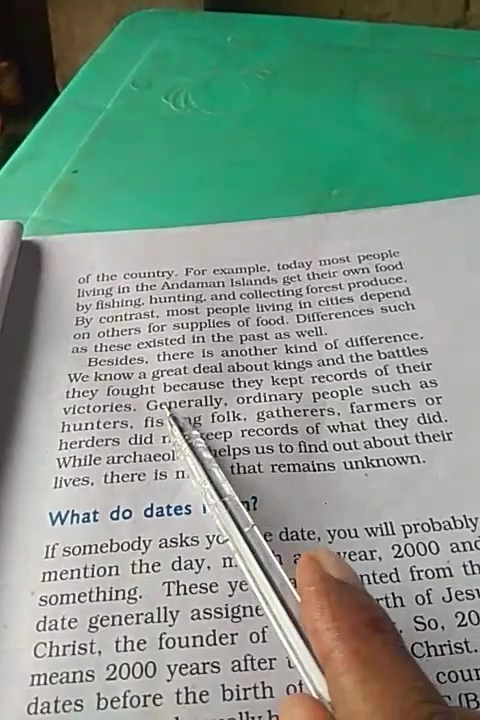 of the country. For example, today most people
living in the Andaman Islands get their own food
by fishing, hunting, and collecting forest produce.
By contrast, most people living in cities depend
on others for supplies of food. Differences such
as these existed in the past as well.
Besides, there is another kind of difference.
We know a great deal about kings and the battles
they fought because they kept records of their
victories. Generally, ordinary people such as
hunters, folk, gatherers, farmers or
herders did keep records of what they did.
While helps us to find out about their
lives, there is that remains unknown.
What do dates
If somebody asks date, you will probably
mention the day, year, 2000 and
something. These from
date generally of
Christ, the founder of So,
means 2000 years after Christ.
dates before the birth of